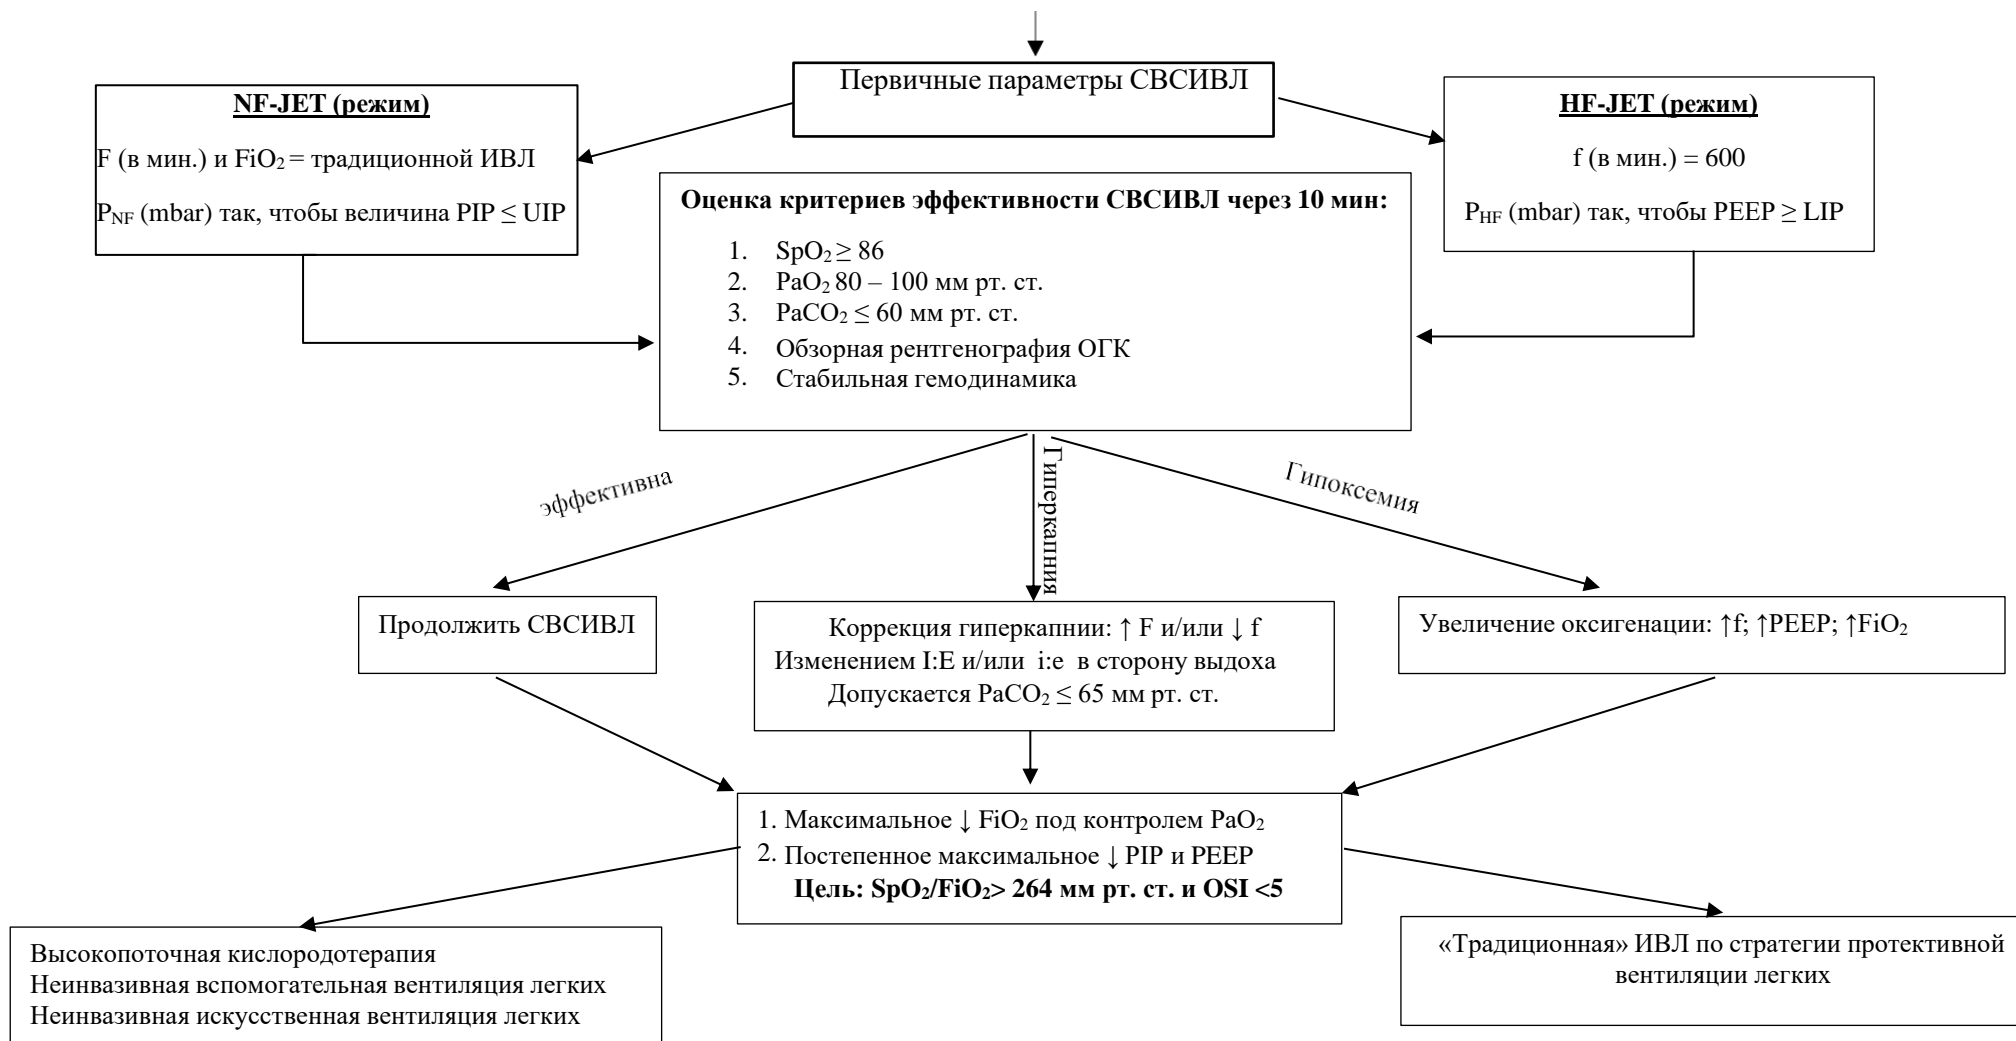 Первичные параметры СВСИВЛ
NF-JET (режим)
F (в мин.) и FiO₂ = традиционной ИВЛ
P_NF (mbar) так, чтобы величина PIP ≤ UIP
HF-JET (режим)
f (в мин.) = 600
P_HF (mbar) так, чтобы PEEP ≥ LIP
Оценка критериев эффективности СВСИВЛ через 10 мин:
1. SpO₂ ≥ 86
2. PaO₂ 80 – 100 мм рт. ст.
3. PaCO₂ ≤ 60 мм рт. ст.
4. Обзорная рентгенография ОГК
5. Стабильная гемодинамика
эффективна
Гиперкапния
Гипоксемия
Продолжить СВСИВЛ
Коррекция гиперкапнии: ↑ F и/или ↓ f
Изменением I:E и/или i:e в сторону выдоха
Допускается PaCO₂ ≤ 65 мм рт. ст.
Увеличение оксигенации: ↑f; ↑PEEP; ↑FiO₂
1. Максимальное ↓ FiO₂ под контролем PaO₂
2. Постепенное максимальное ↓ PIP и PEEP
Цель: SpO₂/FiO₂> 264 мм рт. ст. и OSI <5
Высокопоточная кислородотерапия
Неинвазивная вспомогательная вентиляция легких
Неинвазивная искусственная вентиляция легких
«Традиционная» ИВЛ по стратегии протективной
вентиляции легких